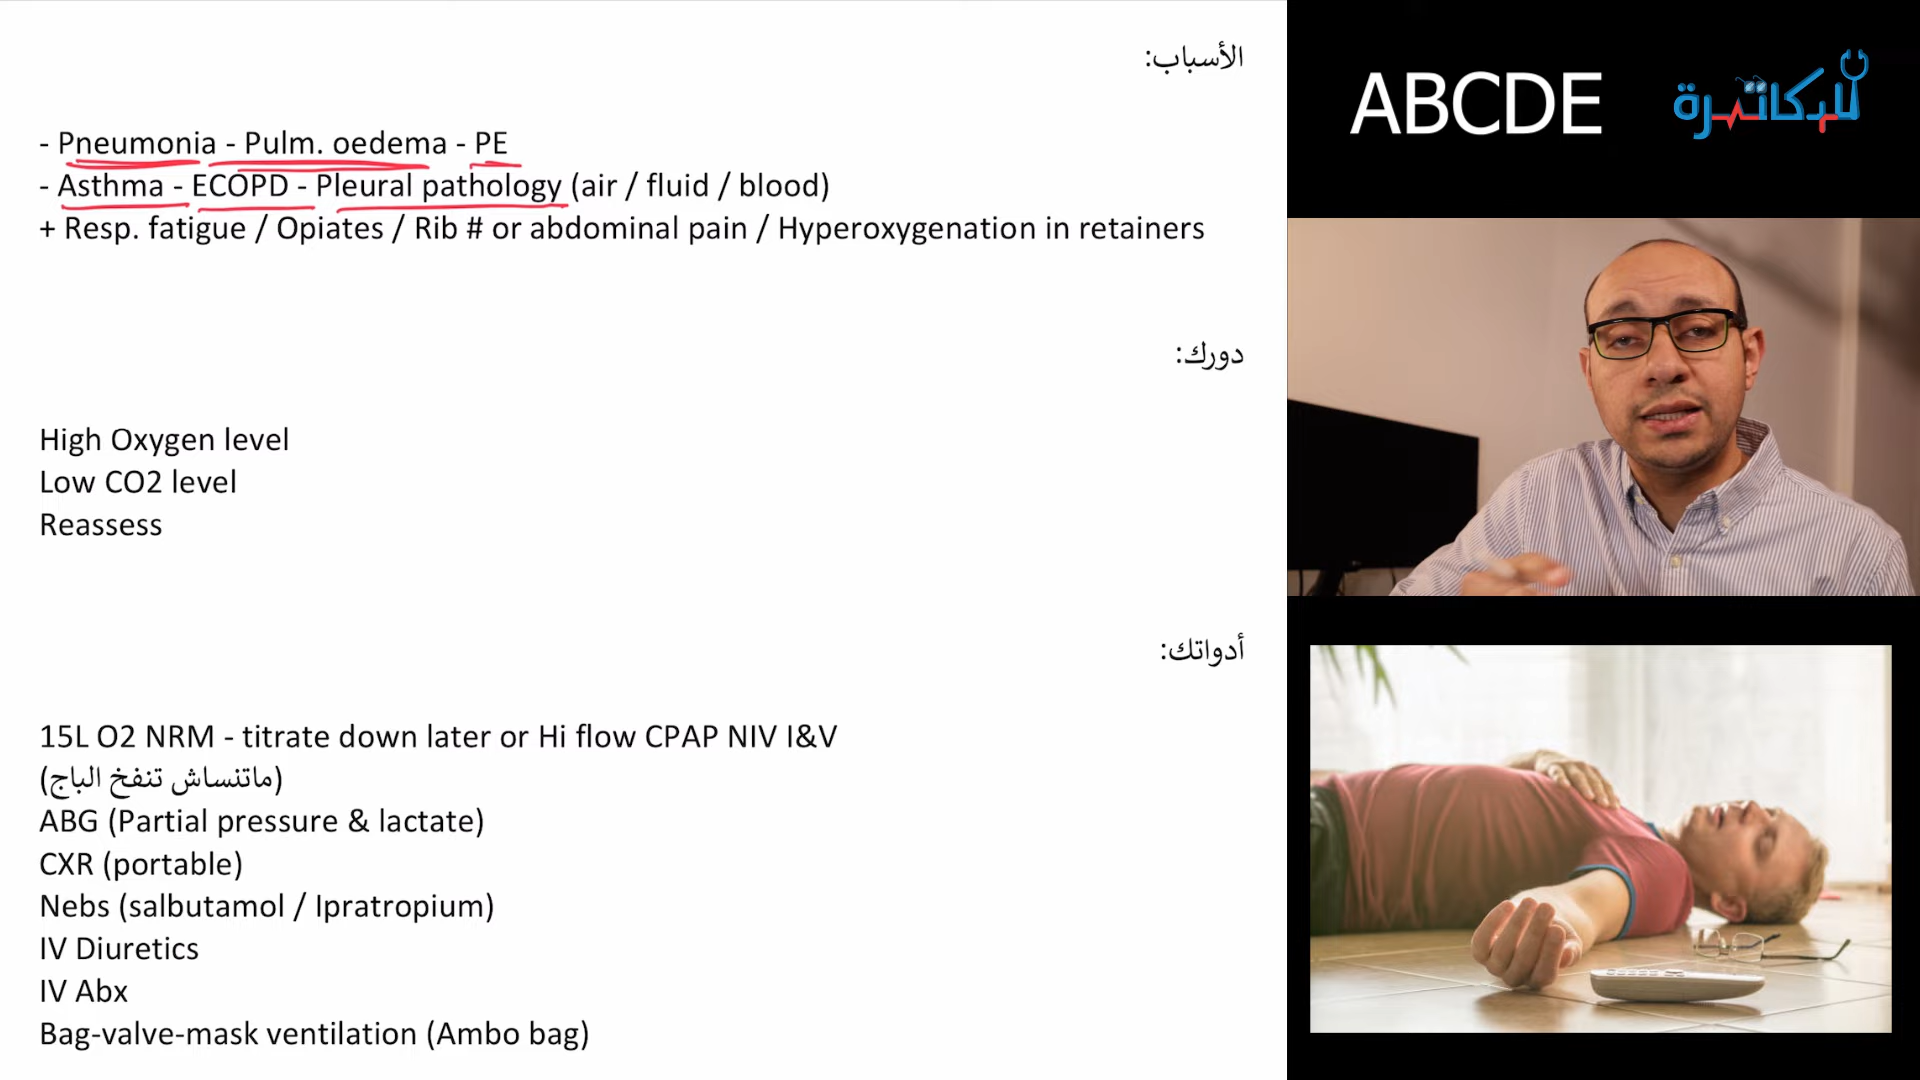 الأسباب:
- Pneumonia - Pulm. oedema - PE
- Asthma - ECOPD - Pleural pathology (air / fluid / blood)
+ Resp. fatigue / Opiates / Rib # or abdominal pain / Hyperoxygenation in retainers
دورك:
High Oxygen level
Low CO2 level
Reassess
أدواتك:
15L O2 NRM - titrate down later or Hi flow CPAP NIV I&V
(ماتنساش تنفخ الباج)
ABG (Partial pressure & lactate)
CXR (portable)
Nebs (salbutamol / Ipratropium)
IV Diuretics
IV Abx
Bag-valve-mask ventilation (Ambo bag)
ABCDE
للدكاترة